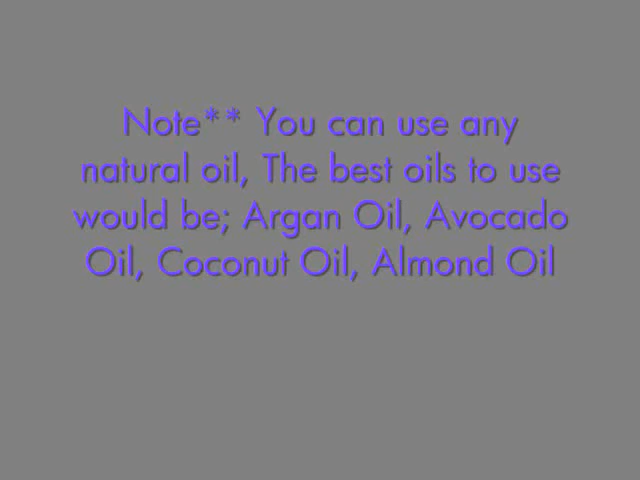 Note** You can use any
natural oil, The best oils to use
would be; Argan Oil, Avocado
Oil, Coconut Oil, Almond Oil